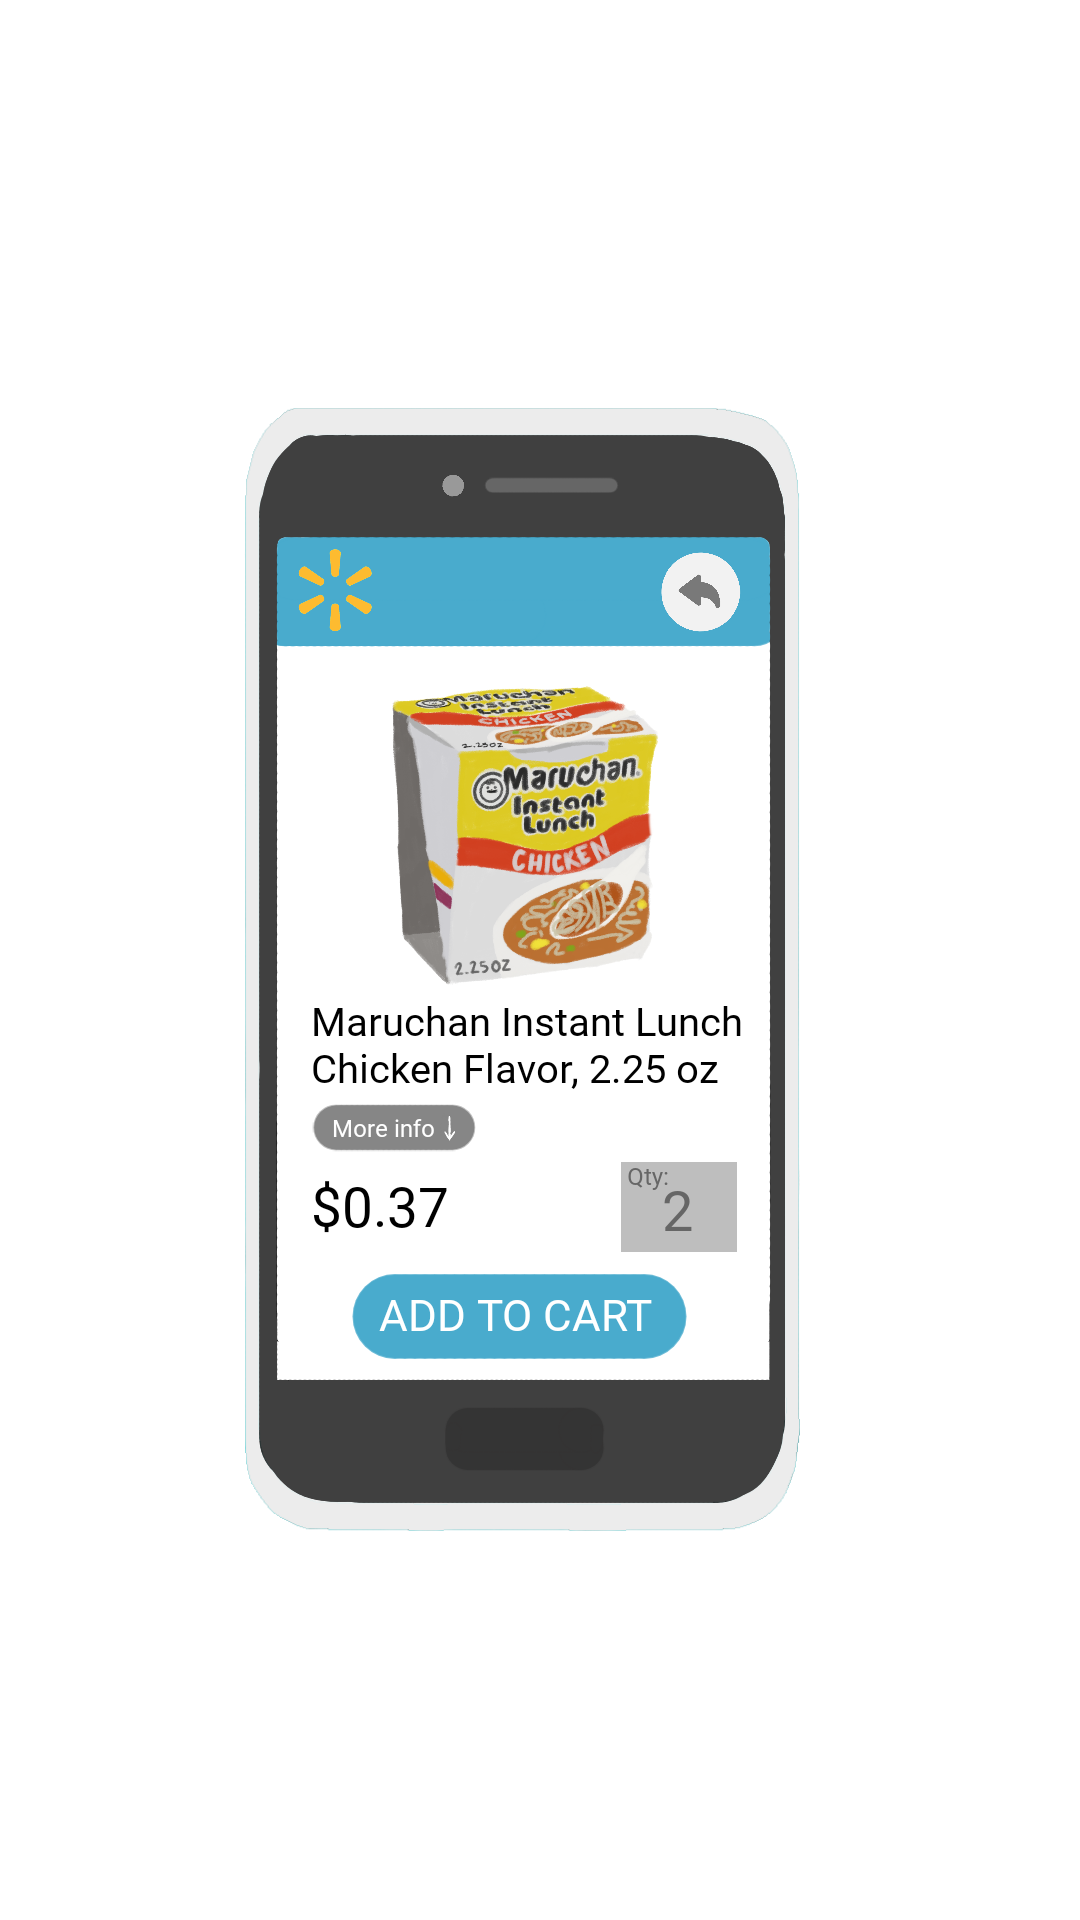 Maruchan
Instant
Lunch
CHICKEN
2.25OZ
Maruchan
Instant
Lunch
CHICKEN
2.25OZ
Maruchan Instant Lunch
Chicken Flavor, 2.25 oz
More info ↓
Qty:
$0.37
2
ADD TO CART